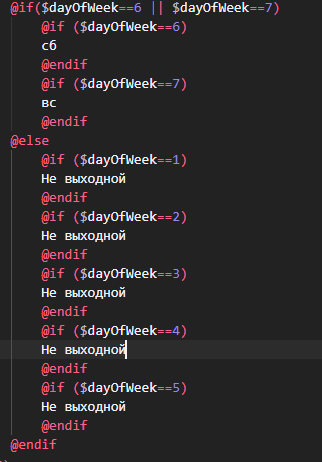 @if($dayOfWeek==6 || $dayOfWeek==7)
@if ($dayOfWeek==6)
сб
@endif
@if ($dayOfWeek==7)
вс
@endif
@else
@if ($dayOfWeek==1)
Не выходной
@endif
@if ($dayOfWeek==2)
Не выходной
@endif
@if ($dayOfWeek==3)
Не выходной
@endif
@if ($dayOfWeek==4)
Не выходной
@endif
@if ($dayOfWeek==5)
Не выходной
@endif
@endif